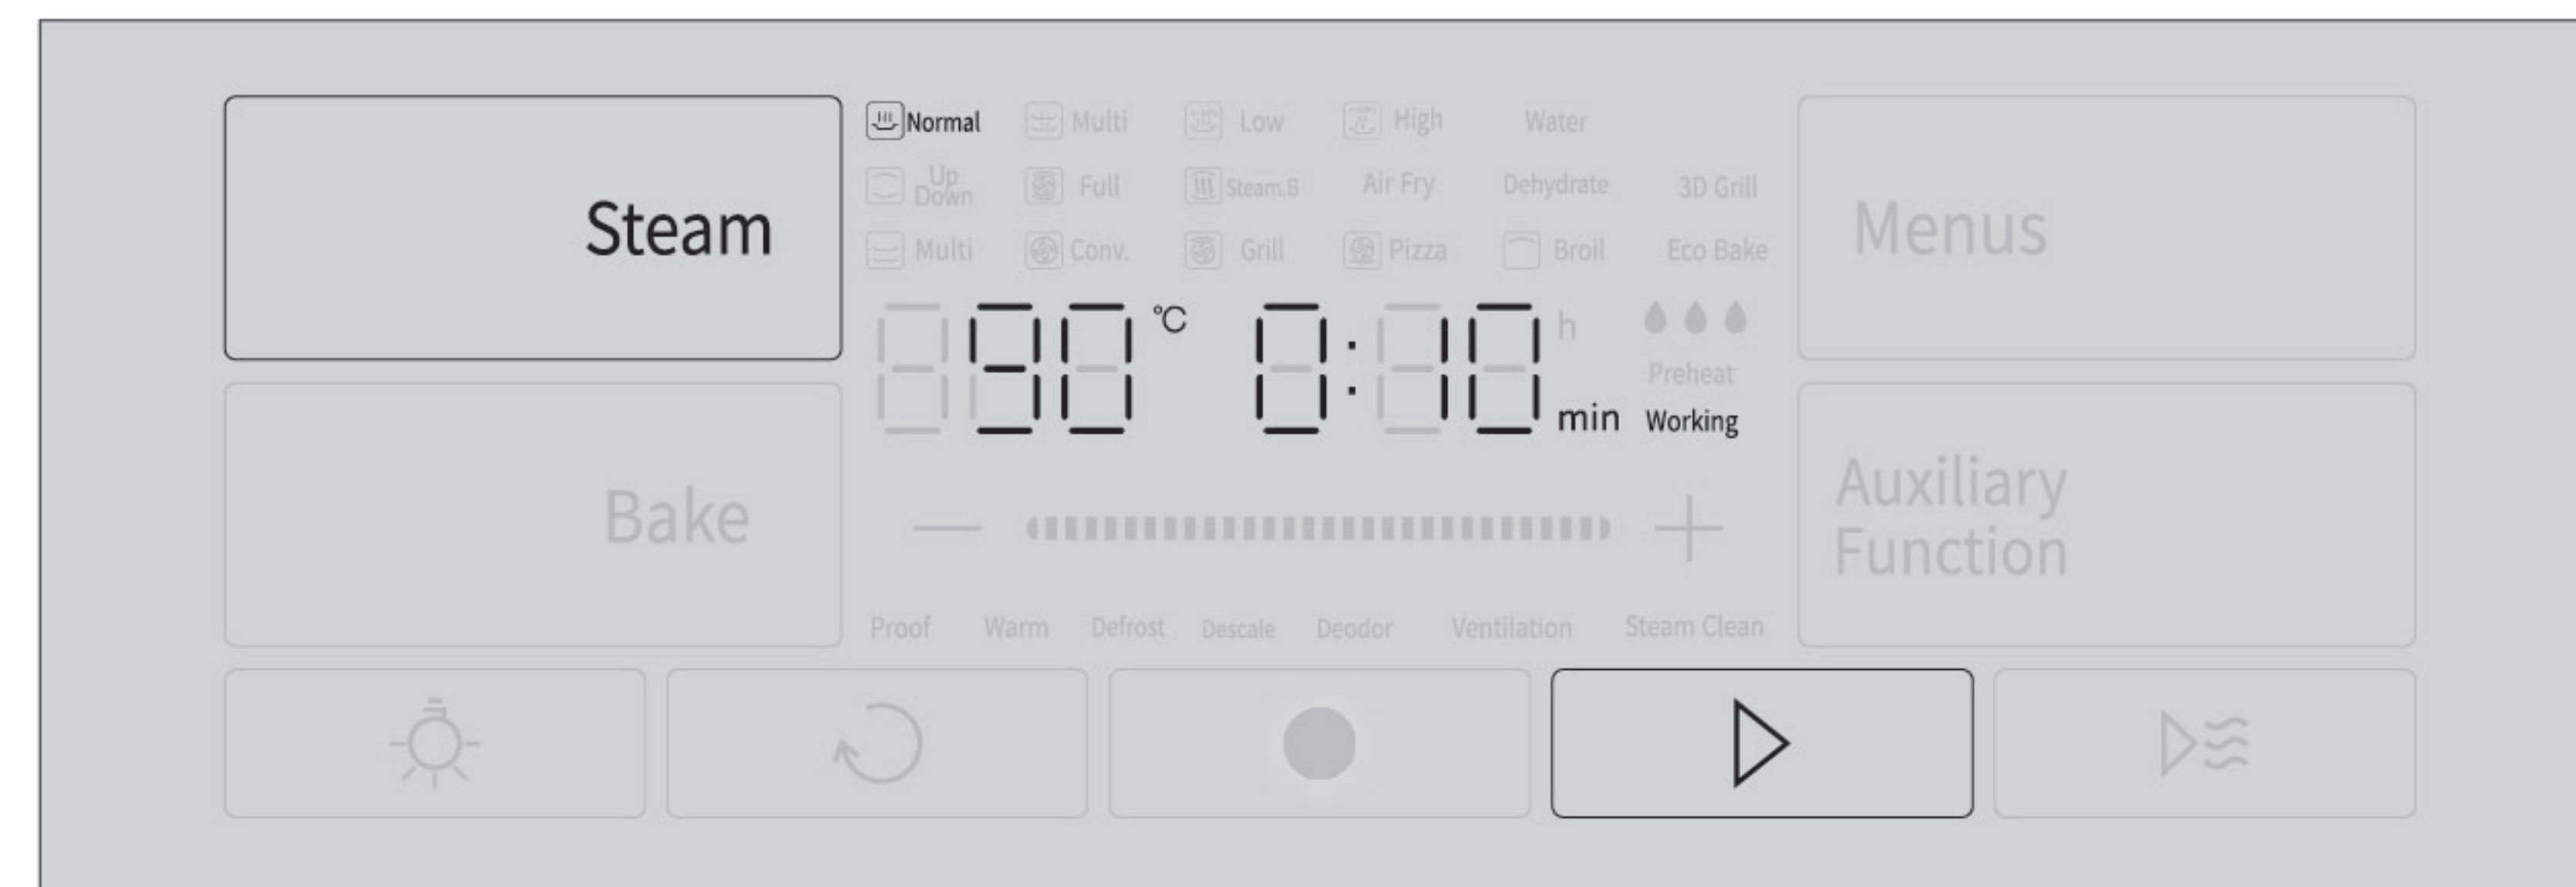 Steam
Normal Multi Low High Water
Up Down Full Steam.B Air Fry Dehydrate 3D Grill
Multi Conv. Grill Pizza Broil Eco Bake
Menus
90 °C 0:10 h min
Preheat
Working
Bake
Auxiliary
Function
Proof Warm Defrost Descale Deodor Ventilation Steam Clean